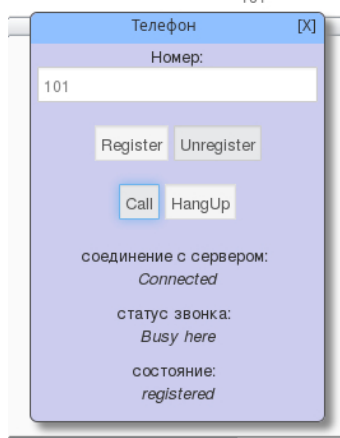 Телефон [X]
Номер:
101
Register Unregister
Call HangUp
соединение с сервером:
Connected
статус звонка:
Busy here
состояние:
registered